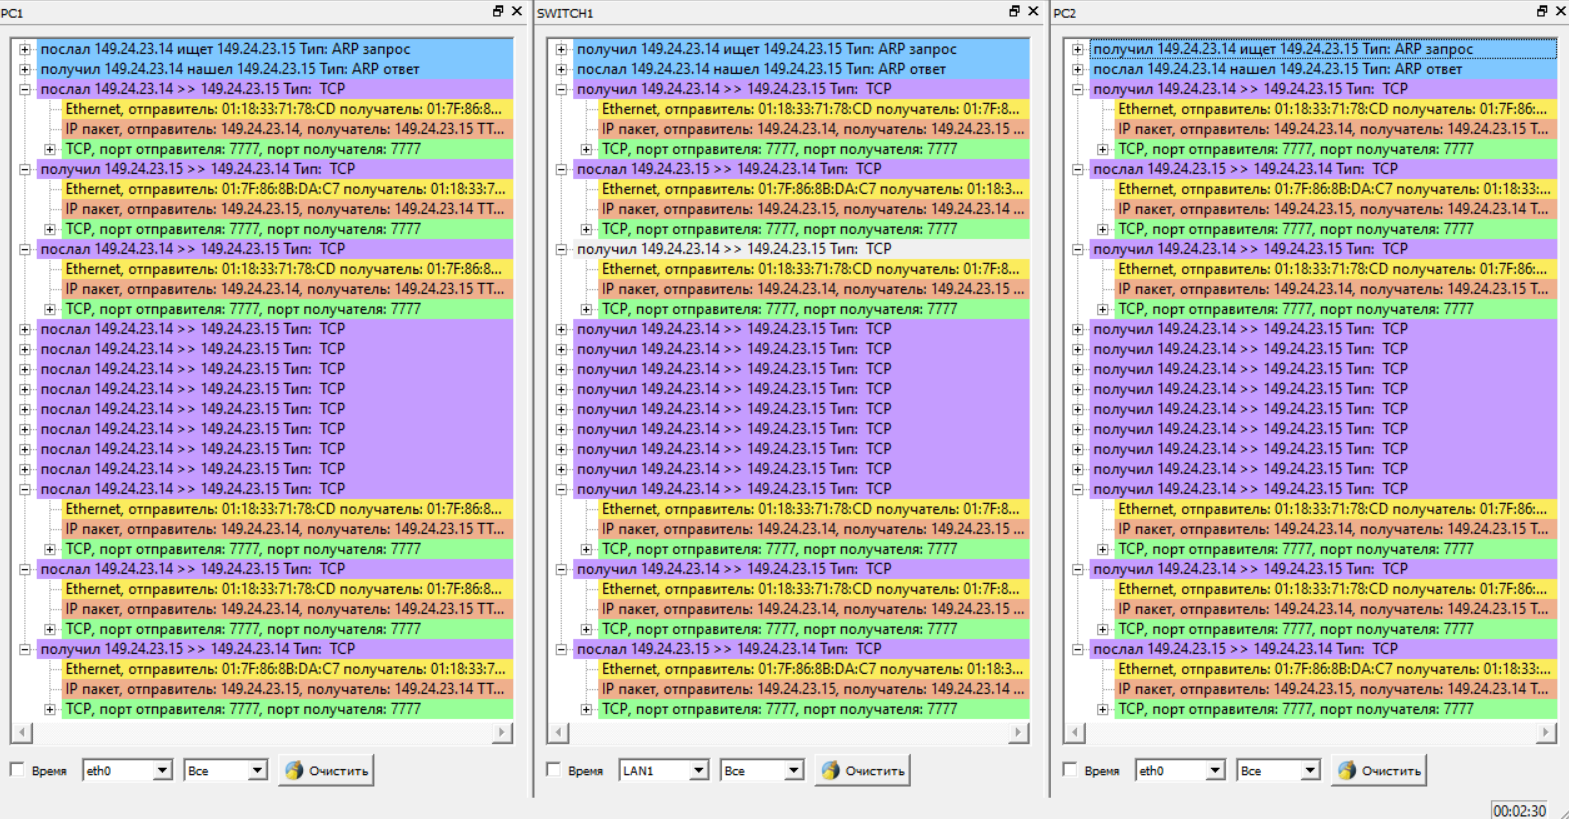 PC1
послал 149.24.23.14 ищет 149.24.23.15 Тип: ARP запрос
получил 149.24.23.14 нашел 149.24.23.15 Тип: ARP ответ
послал 149.24.23.14 >> 149.24.23.15 Тип: TCP
Ethernet, отправитель: 01:18:33:71:78:CD получатель: 01:7F:86:8...
IP пакет, отправитель: 149.24.23.14, получатель: 149.24.23.15 TT...
TCP, порт отправителя: 7777, порт получателя: 7777
получил 149.24.23.15 >> 149.24.23.14 Тип: TCP
Ethernet, отправитель: 01:7F:86:8B:DA:C7 получатель: 01:18:33:7...
IP пакет, отправитель: 149.24.23.15, получатель: 149.24.23.14 TT...
TCP, порт отправителя: 7777, порт получателя: 7777
послал 149.24.23.14 >> 149.24.23.15 Тип: TCP
Ethernet, отправитель: 01:18:33:71:78:CD получатель: 01:7F:86:8...
IP пакет, отправитель: 149.24.23.14, получатель: 149.24.23.15 TT...
TCP, порт отправителя: 7777, порт получателя: 7777
послал 149.24.23.14 >> 149.24.23.15 Тип: TCP
послал 149.24.23.14 >> 149.24.23.15 Тип: TCP
послал 149.24.23.14 >> 149.24.23.15 Тип: TCP
послал 149.24.23.14 >> 149.24.23.15 Тип: TCP
послал 149.24.23.14 >> 149.24.23.15 Тип: TCP
послал 149.24.23.14 >> 149.24.23.15 Тип: TCP
послал 149.24.23.14 >> 149.24.23.15 Тип: TCP
послал 149.24.23.14 >> 149.24.23.15 Тип: TCP
послал 149.24.23.14 >> 149.24.23.15 Тип: TCP
Ethernet, отправитель: 01:18:33:71:78:CD получатель: 01:7F:86:8...
IP пакет, отправитель: 149.24.23.14, получатель: 149.24.23.15 TT...
TCP, порт отправителя: 7777, порт получателя: 7777
послал 149.24.23.14 >> 149.24.23.15 Тип: TCP
Ethernet, отправитель: 01:18:33:71:78:CD получатель: 01:7F:86:8...
IP пакет, отправитель: 149.24.23.14, получатель: 149.24.23.15 TT...
TCP, порт отправителя: 7777, порт получателя: 7777
получил 149.24.23.15 >> 149.24.23.14 Тип: TCP
Ethernet, отправитель: 01:7F:86:8B:DA:C7 получатель: 01:18:33:7...
IP пакет, отправитель: 149.24.23.15, получатель: 149.24.23.14 TT...
TCP, порт отправителя: 7777, порт получателя: 7777
Время eth0 Все Очистить
SWITCH1
получил 149.24.23.14 ищет 149.24.23.15 Тип: ARP запрос
послал 149.24.23.14 нашел 149.24.23.15 Тип: ARP ответ
получил 149.24.23.14 >> 149.24.23.15 Тип: TCP
Ethernet, отправитель: 01:18:33:71:78:CD получатель: 01:7F:8...
IP пакет, отправитель: 149.24.23.14, получатель: 149.24.23.15 ...
TCP, порт отправителя: 7777, порт получателя: 7777
послал 149.24.23.15 >> 149.24.23.14 Тип: TCP
Ethernet, отправитель: 01:7F:86:8B:DA:C7 получатель: 01:18:3...
IP пакет, отправитель: 149.24.23.15, получатель: 149.24.23.14 ...
TCP, порт отправителя: 7777, порт получателя: 7777
получил 149.24.23.14 >> 149.24.23.15 Тип: TCP
Ethernet, отправитель: 01:18:33:71:78:CD получатель: 01:7F:8...
IP пакет, отправитель: 149.24.23.14, получатель: 149.24.23.15 ...
TCP, порт отправителя: 7777, порт получателя: 7777
получил 149.24.23.14 >> 149.24.23.15 Тип: TCP
получил 149.24.23.14 >> 149.24.23.15 Тип: TCP
получил 149.24.23.14 >> 149.24.23.15 Тип: TCP
получил 149.24.23.14 >> 149.24.23.15 Тип: TCP
получил 149.24.23.14 >> 149.24.23.15 Тип: TCP
получил 149.24.23.14 >> 149.24.23.15 Тип: TCP
получил 149.24.23.14 >> 149.24.23.15 Тип: TCP
получил 149.24.23.14 >> 149.24.23.15 Тип: TCP
получил 149.24.23.14 >> 149.24.23.15 Тип: TCP
Ethernet, отправитель: 01:18:33:71:78:CD получатель: 01:7F:8...
IP пакет, отправитель: 149.24.23.14, получатель: 149.24.23.15 ...
TCP, порт отправителя: 7777, порт получателя: 7777
получил 149.24.23.14 >> 149.24.23.15 Тип: TCP
Ethernet, отправитель: 01:18:33:71:78:CD получатель: 01:7F:8...
IP пакет, отправитель: 149.24.23.14, получатель: 149.24.23.15 ...
TCP, порт отправителя: 7777, порт получателя: 7777
послал 149.24.23.15 >> 149.24.23.14 Тип: TCP
Ethernet, отправитель: 01:7F:86:8B:DA:C7 получатель: 01:18:3...
IP пакет, отправитель: 149.24.23.15, получатель: 149.24.23.14 ...
TCP, порт отправителя: 7777, порт получателя: 7777
Время LAN1 Все Очистить
PC2
получил 149.24.23.14 ищет 149.24.23.15 Тип: ARP запрос
послал 149.24.23.14 нашел 149.24.23.15 Тип: ARP ответ
получил 149.24.23.14 >> 149.24.23.15 Тип: TCP
Ethernet, отправитель: 01:18:33:71:78:CD получатель: 01:7F:86:...
IP пакет, отправитель: 149.24.23.14, получатель: 149.24.23.15 T...
TCP, порт отправителя: 7777, порт получателя: 7777
послал 149.24.23.15 >> 149.24.23.14 Тип: TCP
Ethernet, отправитель: 01:7F:86:8B:DA:C7 получатель: 01:18:33:...
IP пакет, отправитель: 149.24.23.15, получатель: 149.24.23.14 T...
TCP, порт отправителя: 7777, порт получателя: 7777
получил 149.24.23.14 >> 149.24.23.15 Тип: TCP
Ethernet, отправитель: 01:18:33:71:78:CD получатель: 01:7F:86:...
IP пакет, отправитель: 149.24.23.14, получатель: 149.24.23.15 T...
TCP, порт отправителя: 7777, порт получателя: 7777
получил 149.24.23.14 >> 149.24.23.15 Тип: TCP
получил 149.24.23.14 >> 149.24.23.15 Тип: TCP
получил 149.24.23.14 >> 149.24.23.15 Тип: TCP
получил 149.24.23.14 >> 149.24.23.15 Тип: TCP
получил 149.24.23.14 >> 149.24.23.15 Тип: TCP
получил 149.24.23.14 >> 149.24.23.15 Тип: TCP
получил 149.24.23.14 >> 149.24.23.15 Тип: TCP
получил 149.24.23.14 >> 149.24.23.15 Тип: TCP
получил 149.24.23.14 >> 149.24.23.15 Тип: TCP
Ethernet, отправитель: 01:18:33:71:78:CD получатель: 01:7F:86:...
IP пакет, отправитель: 149.24.23.14, получатель: 149.24.23.15 T...
TCP, порт отправителя: 7777, порт получателя: 7777
получил 149.24.23.14 >> 149.24.23.15 Тип: TCP
Ethernet, отправитель: 01:18:33:71:78:CD получатель: 01:7F:86:...
IP пакет, отправитель: 149.24.23.14, получатель: 149.24.23.15 T...
TCP, порт отправителя: 7777, порт получателя: 7777
послал 149.24.23.15 >> 149.24.23.14 Тип: TCP
Ethernet, отправитель: 01:7F:86:8B:DA:C7 получатель: 01:18:33:...
IP пакет, отправитель: 149.24.23.15, получатель: 149.24.23.14 T...
TCP, порт отправителя: 7777, порт получателя: 7777
Время eth0 Все Очистить
00:02:30